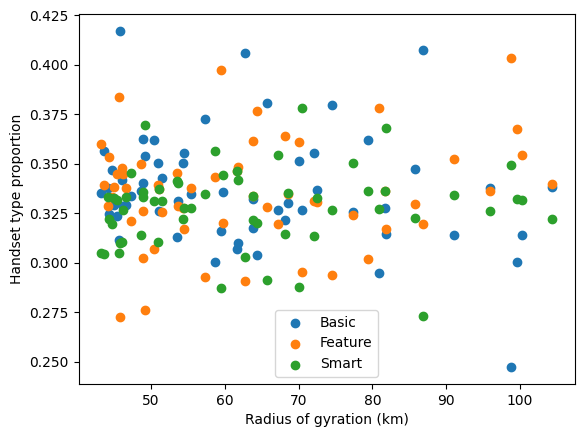 0.425
0.400
0.375
0.350
0.325
0.300
0.275
0.250
Handset type proportion
Basic
Feature
Smart
50 60 70 80 90 100
Radius of gyration (km)